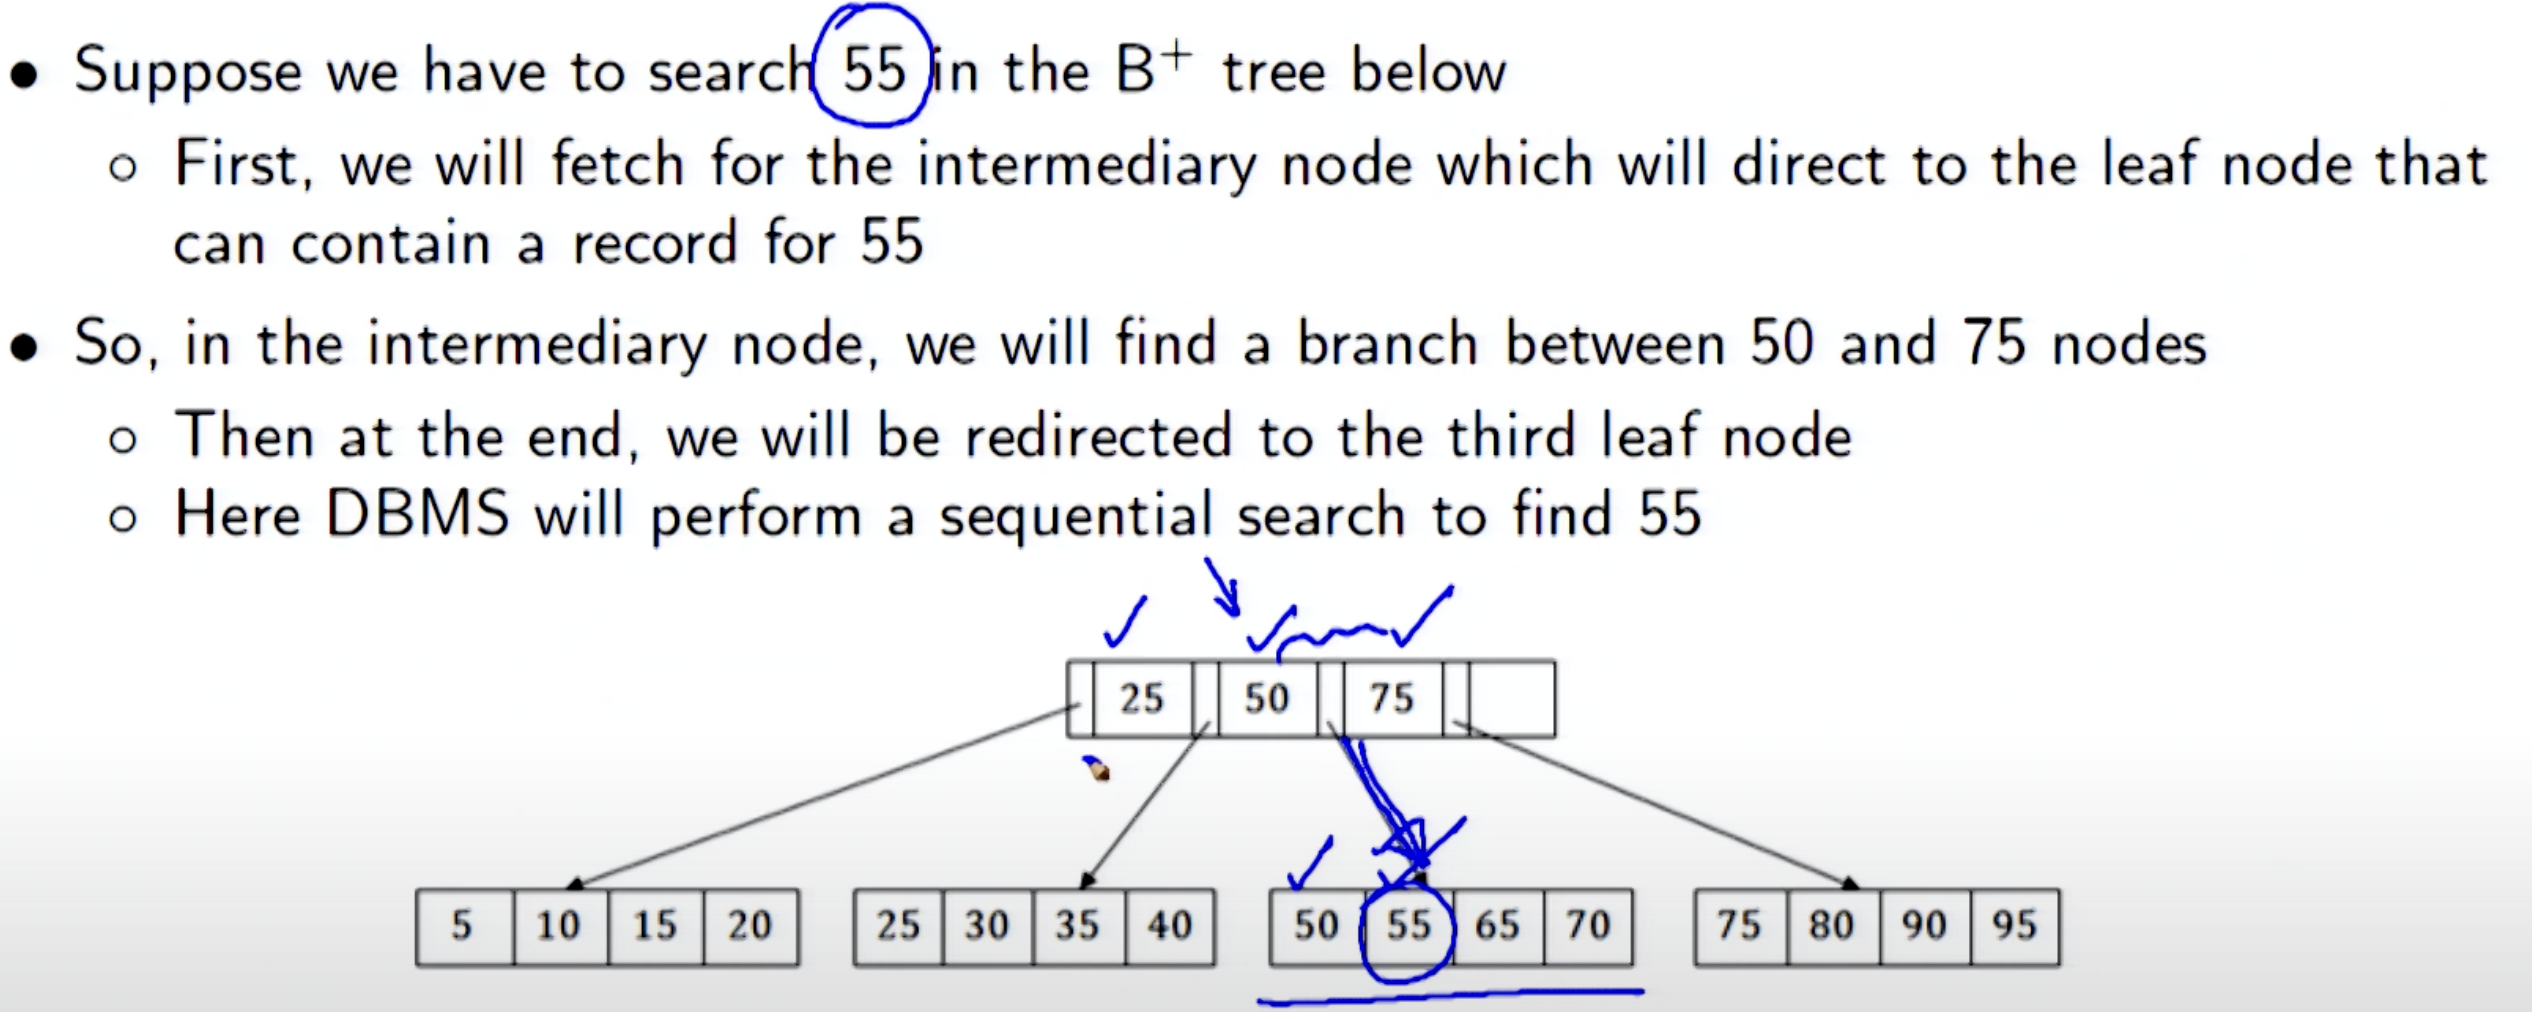 • Suppose we have to search 55 in the B⁺ tree below
○ First, we will fetch for the intermediary node which will direct to the leaf node that
can contain a record for 55
• So, in the intermediary node, we will find a branch between 50 and 75 nodes
○ Then at the end, we will be redirected to the third leaf node
○ Here DBMS will perform a sequential search to find 55
25 50 75
5 10 15 20 25 30 35 40 50 55 65 70 75 80 90 95